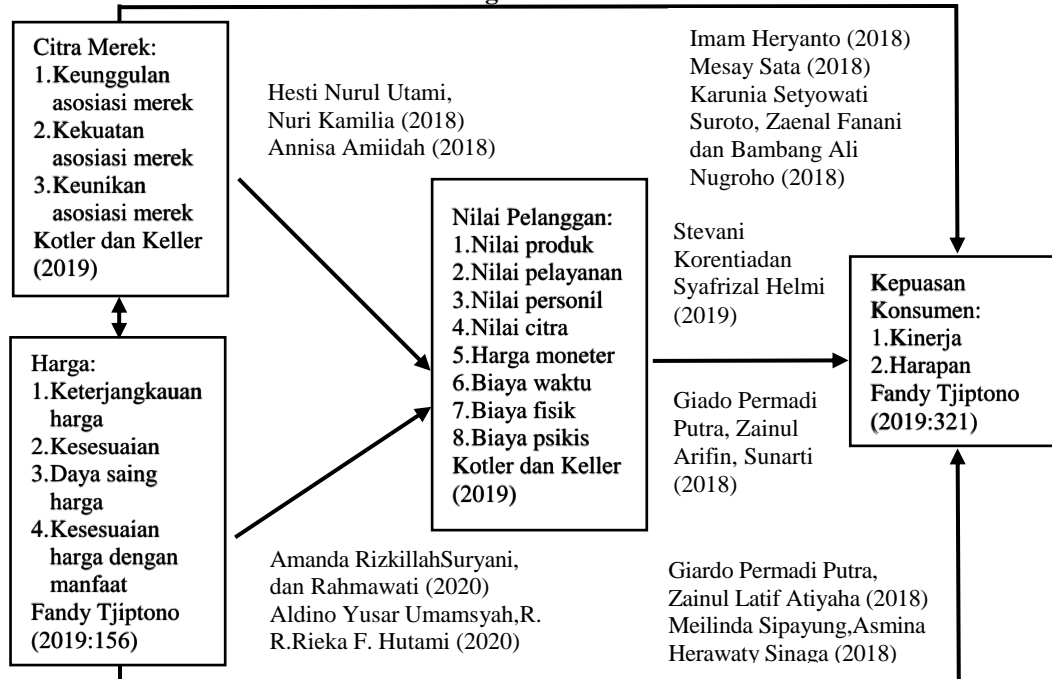 Citra Merek:
1.Keunggulan
asosiasi merek
2.Kekuatan
asosiasi merek
3.Keunikan
asosiasi merek
Kotler dan Keller
(2019)
Hesti Nurul Utami,
Nuri Kamilia (2018)
Annisa Amiidah (2018)
Imam Heryanto (2018)
Mesay Sata (2018)
Karunia Setyowati
Suroto, Zaenal Fanani
dan Bambang Ali
Nugroho (2018)
Nilai Pelanggan:
1.Nilai produk
2.Nilai pelayanan
3.Nilai personil
4.Nilai citra
5.Harga moneter
6.Biaya waktu
7.Biaya fisik
8.Biaya psikis
Kotler dan Keller
(2019)
Stevani
Korentiadan
Syafrizal Helmi
(2019)
Kepuasan
Konsumen:
1.Kinerja
2.Harapan
Fandy Tjiptono
(2019:321)
Harga:
1.Keterjangkauan
harga
2.Kesesuaian
3.Daya saing
harga
4.Kesesuaian
harga dengan
manfaat
Fandy Tjiptono
(2019:156)
Giado Permadi
Putra, Zainul
Arifin, Sunarti
(2018)
Amanda RizkillahSuryani,
dan Rahmawati (2020)
Aldino Yusar Umamsyah,R.
R.Rieka F. Hutami (2020)
Giardo Permadi Putra,
Zainul Latif Atiyaha (2018)
Meilinda Sipayung,Asmina
Herawaty Sinaga (2018)